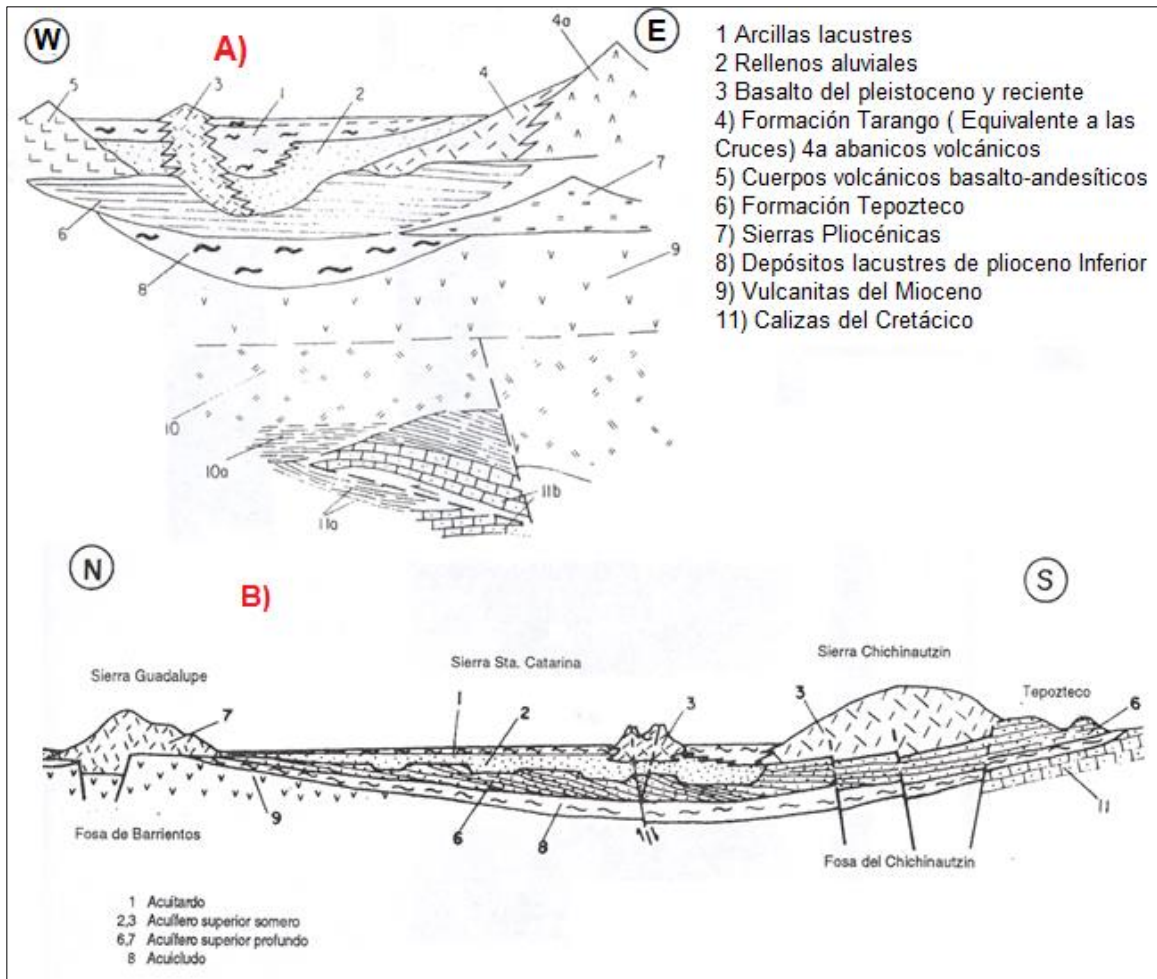 W
A)
E
4a
5
3
1
2
4
7
6
8
9
10
10a
11a
11b
1 Arcillas lacustres
2 Rellenos aluviales
3 Basalto del pleistoceno y reciente
4) Formación Tarango ( Equivalente a las
Cruces) 4a abanicos volcánicos
5) Cuerpos volcánicos basalto-andesíticos
6) Formación Tepozteco
7) Sierras Pliocénicas
8) Depósitos lacustres de plioceno Inferior
9) Vulcanitas del Mioceno
11) Calizas del Cretácico
N
B)
S
Sierra Guadalupe
Sierra Sta. Catarina
Sierra Chichinautzin
Tepozteco
7
1
2
3
3
6
9
6
8
11
Fosa de Barrientos
Fosa del Chichinautzin
1 Acuitardo
2,3 Acuífero superior somero
6,7 Acuífero superior profundo
8 Acuicludo